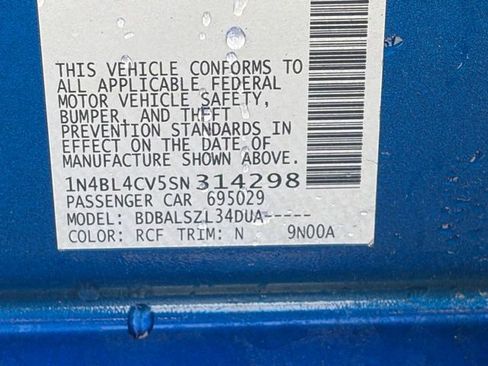 THIS VEHICLE CONFORMS TO
ALL APPLICABLE FEDERAL
MOTOR VEHICLE SAFETY,
BUMPER, AND THEFT
PREVENTION STANDARDS IN
EFFECT ON THE DATE OF
MANUFACTURE SHOWN ABOVE.
1N4BL4CV5SN314298
PASSENGER CAR 695029
MODEL: BDBALSZL34DUA-----
COLOR: RCF TRIM: N 9N00A